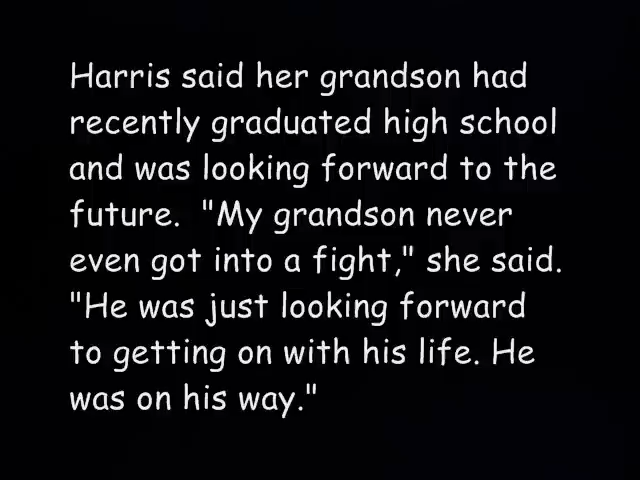 Harris said her grandson had
recently graduated high school
and was looking forward to the
future.  "My grandson never
even got into a fight," she said.
"He was just looking forward
to getting on with his life. He
was on his way."